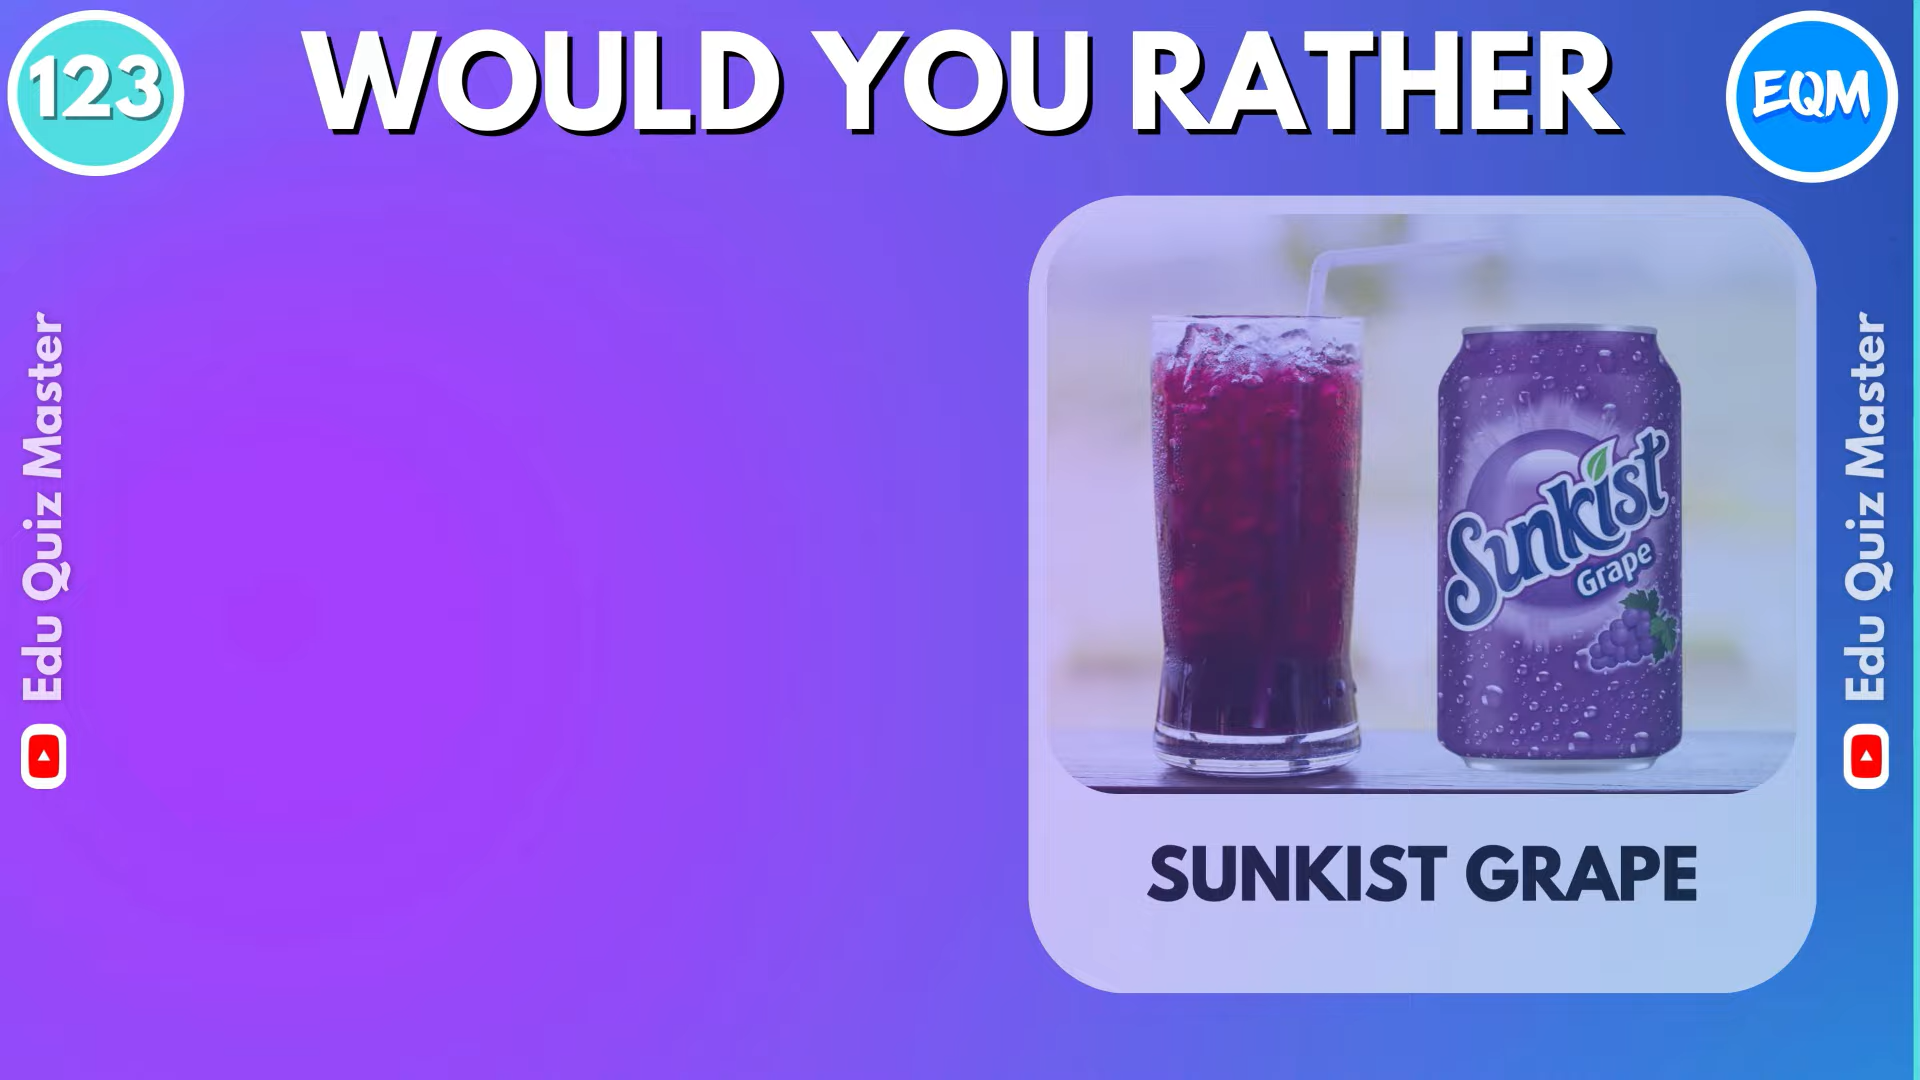 123
WOULD YOU RATHER
EQM
Edu Quiz Master
Sunkist
Grape
SUNKIST GRAPE
Edu Quiz Master